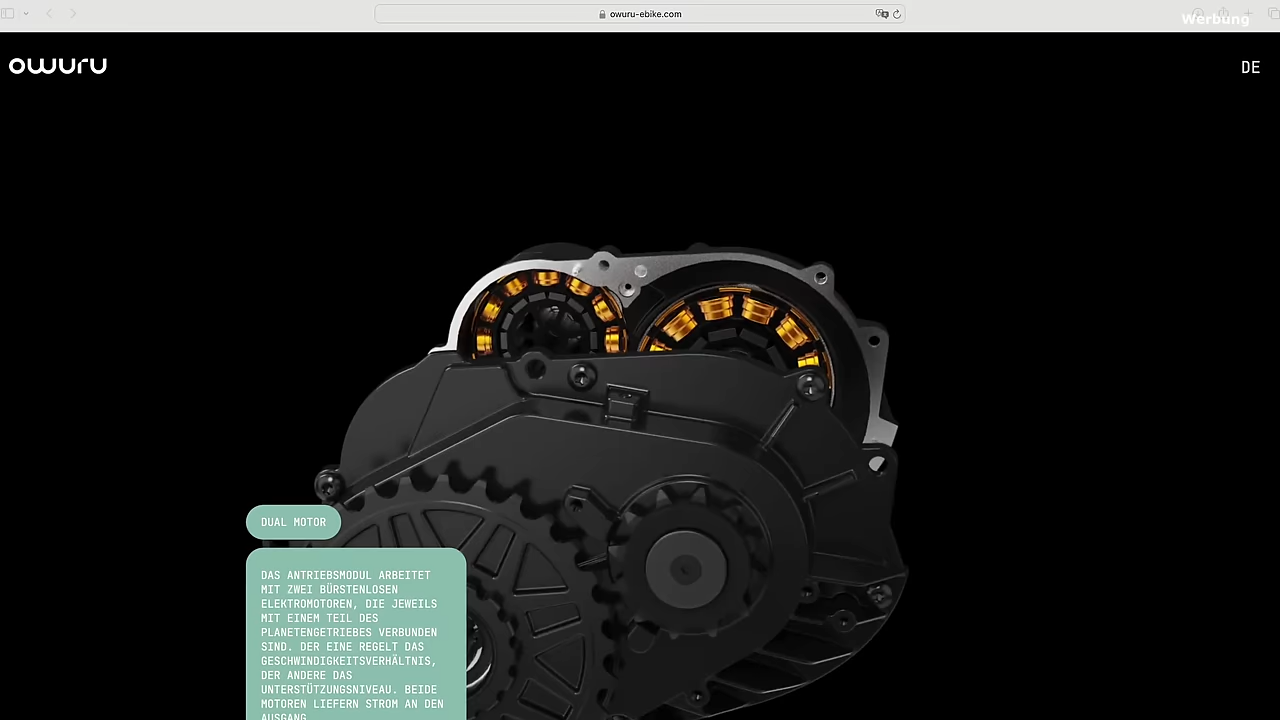 owuru-ebike.com
Werbung
owuru
DE
DUAL MOTOR
DAS ANTRIEBSMODUL ARBEITET
MIT ZWEI BÜRSTENLOSEN
ELEKTROMOTOREN, DIE JEWEILS
MIT EINEM TEIL DES
PLANETENGETRIEBES VERBUNDEN
SIND. DER EINE REGELT DAS
GESCHWINDIGKEITSVERHÄLTNIS,
DER ANDERE DAS
UNTERSTÜTZUNGSNIVEAU. BEIDE
MOTOREN LIEFERN STROM AN DEN
AUSGANG